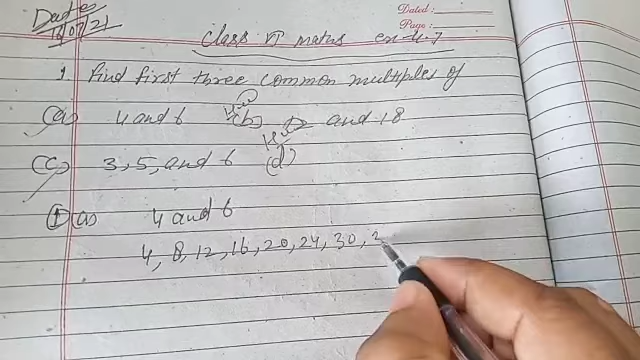 Dated:
Date
Page:
19/07/21
Class VI maths ex-4.7
1 Find first three common multiples of
(a) 4 and 6 (b) and 18
(c) 3, 5, and 6 (d)
(1) (a) 4 and 6
4, 8, 12, 16, 20, 24, 30, 3